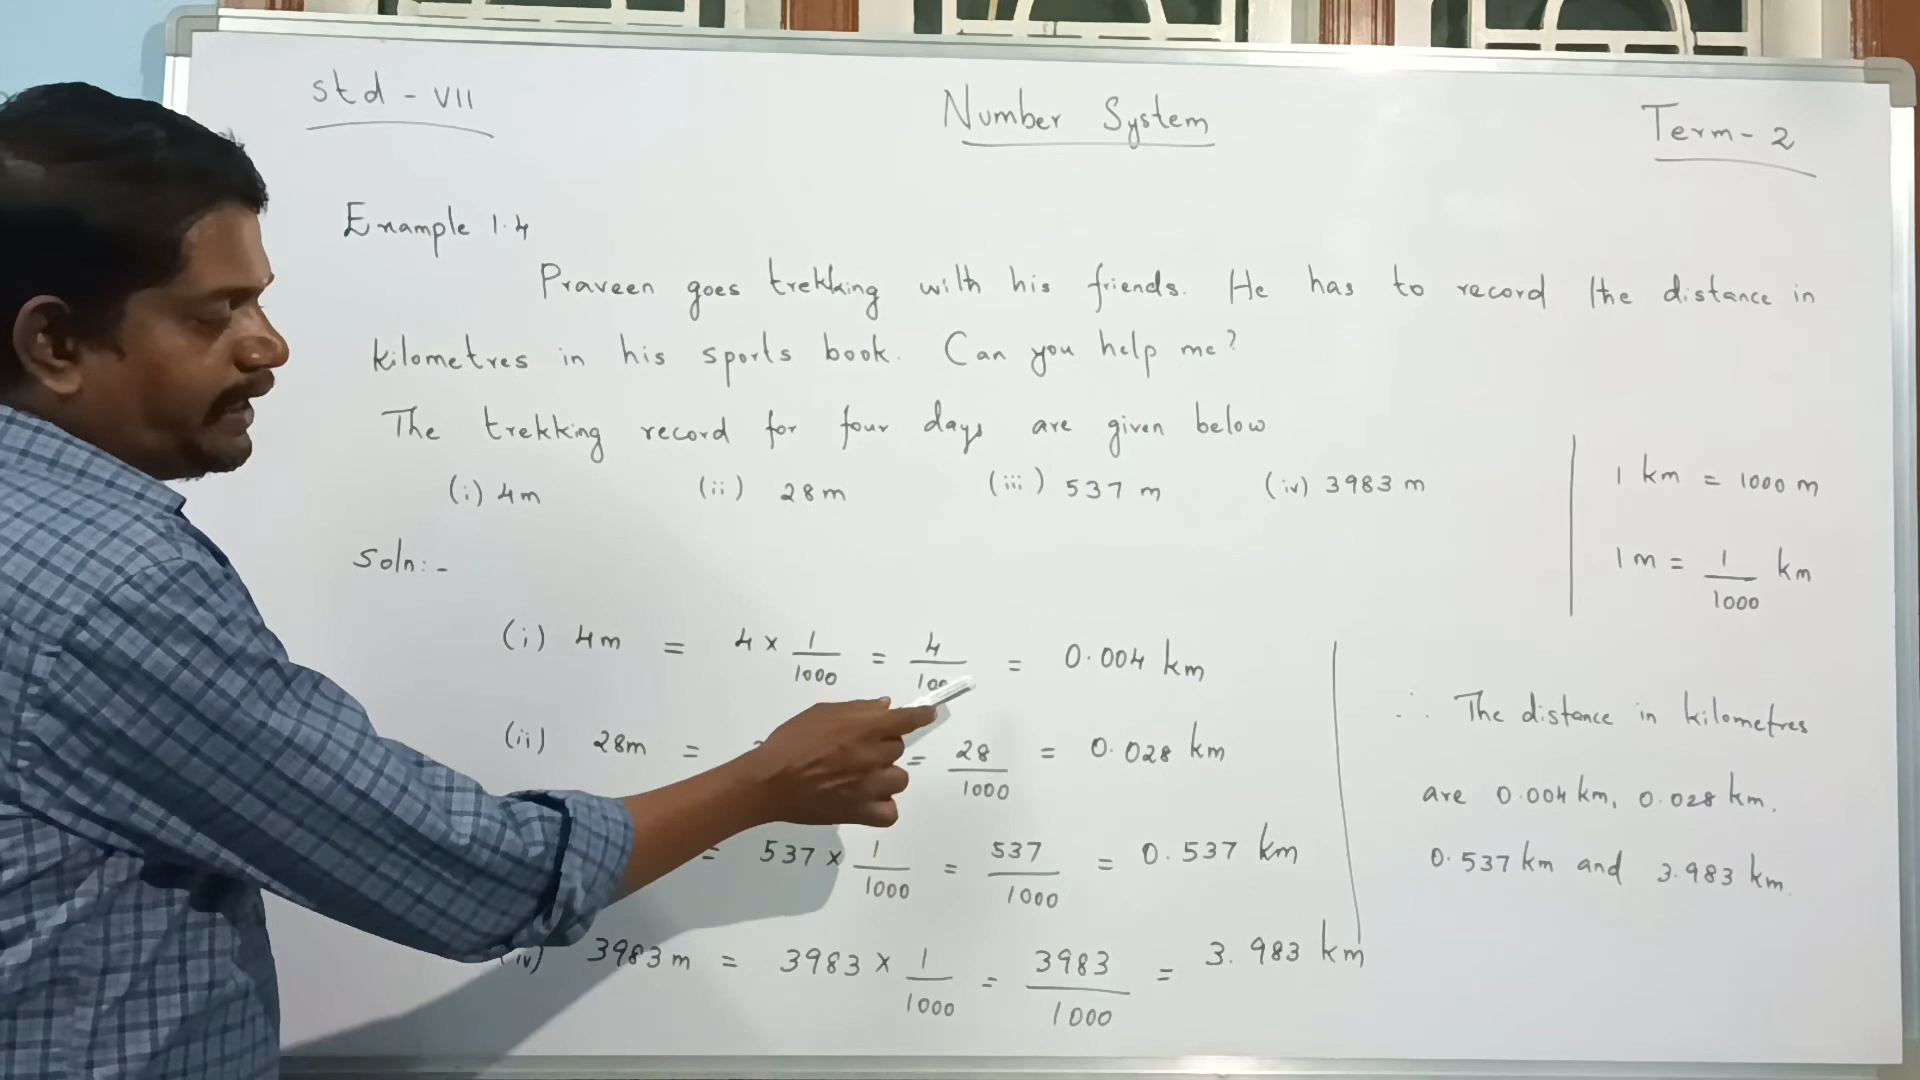 std - VII Number System Term - 2
Example 1.4
Praveen goes trekking with his friends. He has to record the distance in
kilometres in his sports book. Can you help me?
The trekking record for four days are given below
(i) 4m (ii) 28m (iii) 537 m (iv) 3983 m
1 km = 1000 m
1 m = 1/1000 km
Soln:-
(i) 4m = 4 × 1/1000 = 4/100 = 0.004 km
(ii) 28m = = 28/1000 = 0.028 km
= 537 × 1/1000 = 537/1000 = 0.537 km
(iv) 3983 m = 3983 × 1/1000 = 3983/1000 = 3.983 km
∴ The distance in kilometres
are 0.004 km, 0.028 km,
0.537 km and 3.983 km.